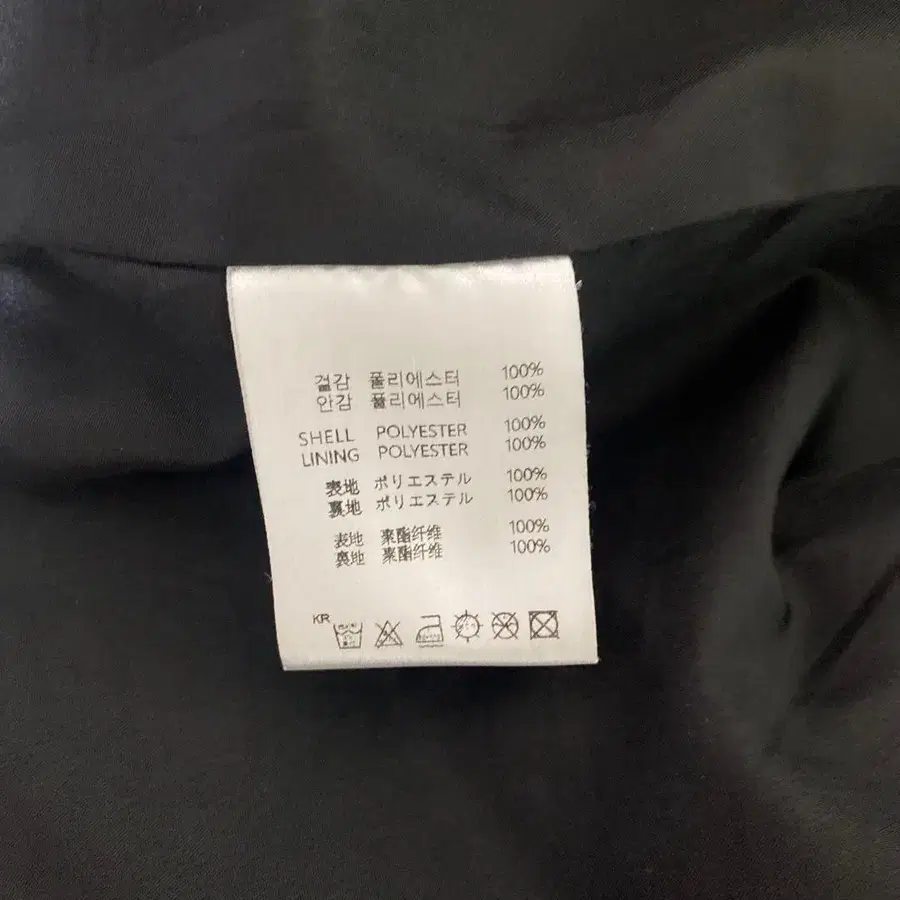 겉감 폴리에스터 100%
안감 폴리에스터 100%
SHELL POLYESTER 100%
LINING POLYESTER 100%
表地 ポリエステル 100%
裏地 ポリエステル 100%
表地 聚酯纤维 100%
裏地 聚酯纤维 100%
KR